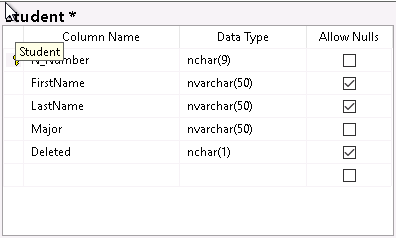 Student *
Column Name Data Type Allow Nulls
Student
N_Number nchar(9)
FirstName nvarchar(50)
LastName nvarchar(50)
Major nvarchar(50)
Deleted nchar(1)